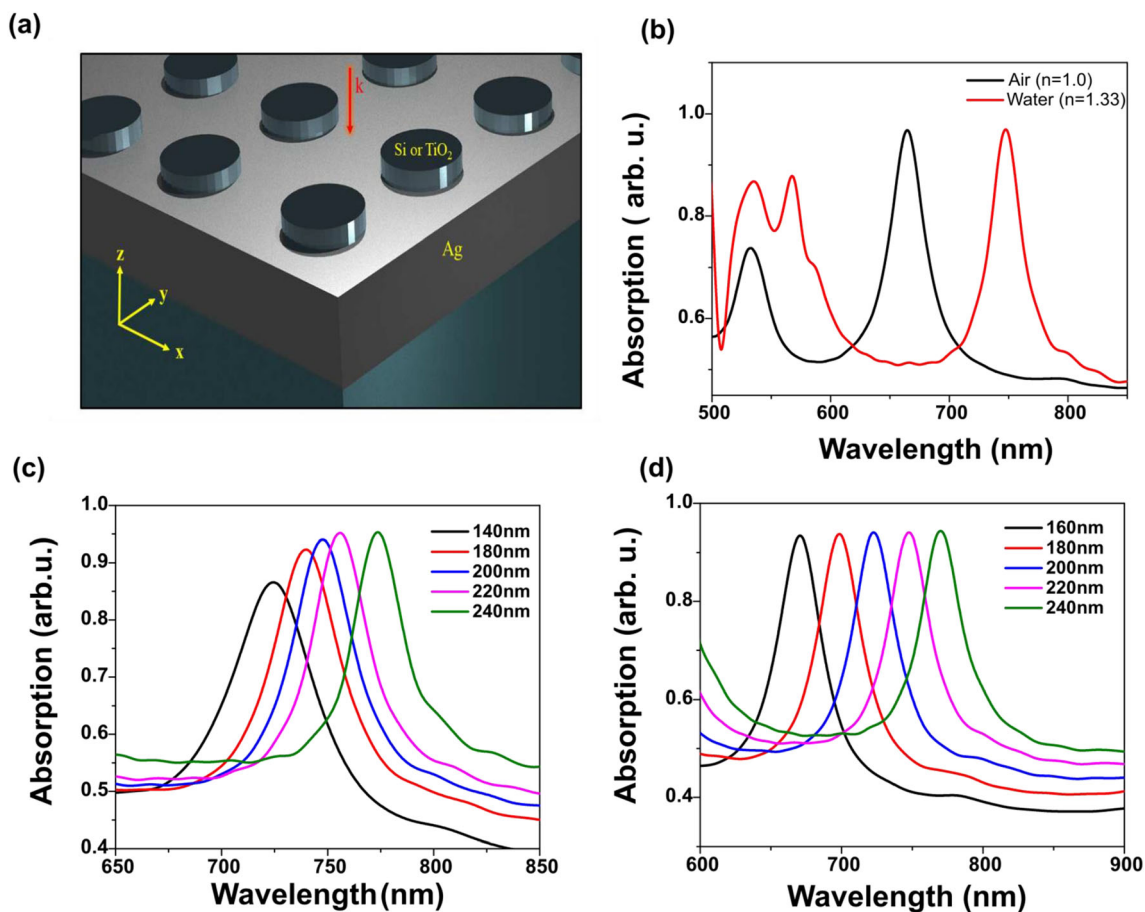 (a)
k
Si or TiO2
Ag
z
y
x
(b)
Air (n=1.0)
Water (n=1.33)
1.0
0.8
0.6
Absorption ( arb. u.)
500 600 700 800
Wavelength (nm)
(c)
1.0
0.9
0.8
0.7
0.6
0.5
0.4
Absorption (arb.u.)
140nm
180nm
200nm
220nm
240nm
650 700 750 800 850
Wavelength (nm)
(d)
1.0
0.8
0.6
0.4
Absorption (arb. u.)
160nm
180nm
200nm
220nm
240nm
600 700 800 900
Wavelength (nm)